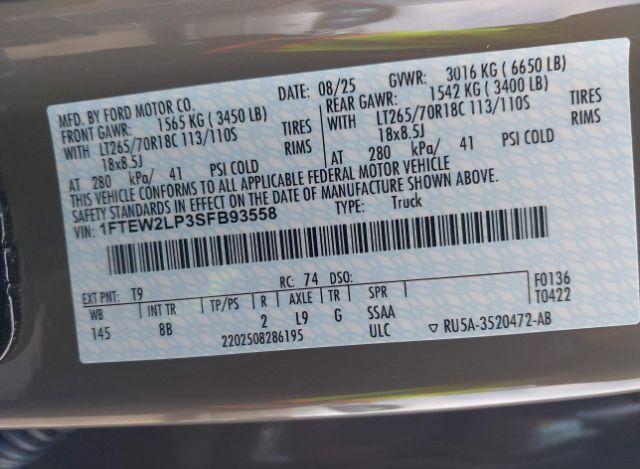 MFD. BY FORD MOTOR CO. DATE: 08/25 GVWR: 3016 KG ( 6650 LB)
FRONT GAWR: 1565 KG ( 3450 LB) REAR GAWR: 1542 KG ( 3400 LB)
WITH LT265/70R18C 113/110S TIRES WITH LT265/70R18C 113/110S TIRES
18x8.5J RIMS 18x8.5J RIMS
AT 280 kPa/ 41 PSI COLD AT 280 kPa/ 41 PSI COLD
THIS VEHICLE CONFORMS TO ALL APPLICABLE FEDERAL MOTOR VEHICLE
SAFETY STANDARDS IN EFFECT ON THE DATE OF MANUFACTURE SHOWN ABOVE.
VIN: 1FTEW2LP3SFB93558 TYPE: Truck
EXT PNT: T9 RC: 74 DSO: F0136
WB INT TR TP/PS R AXLE TR SPR T0422
145 8B 2 L9 G SSAA
2202508286195 ULC ▽ RU5A-3520472-AB